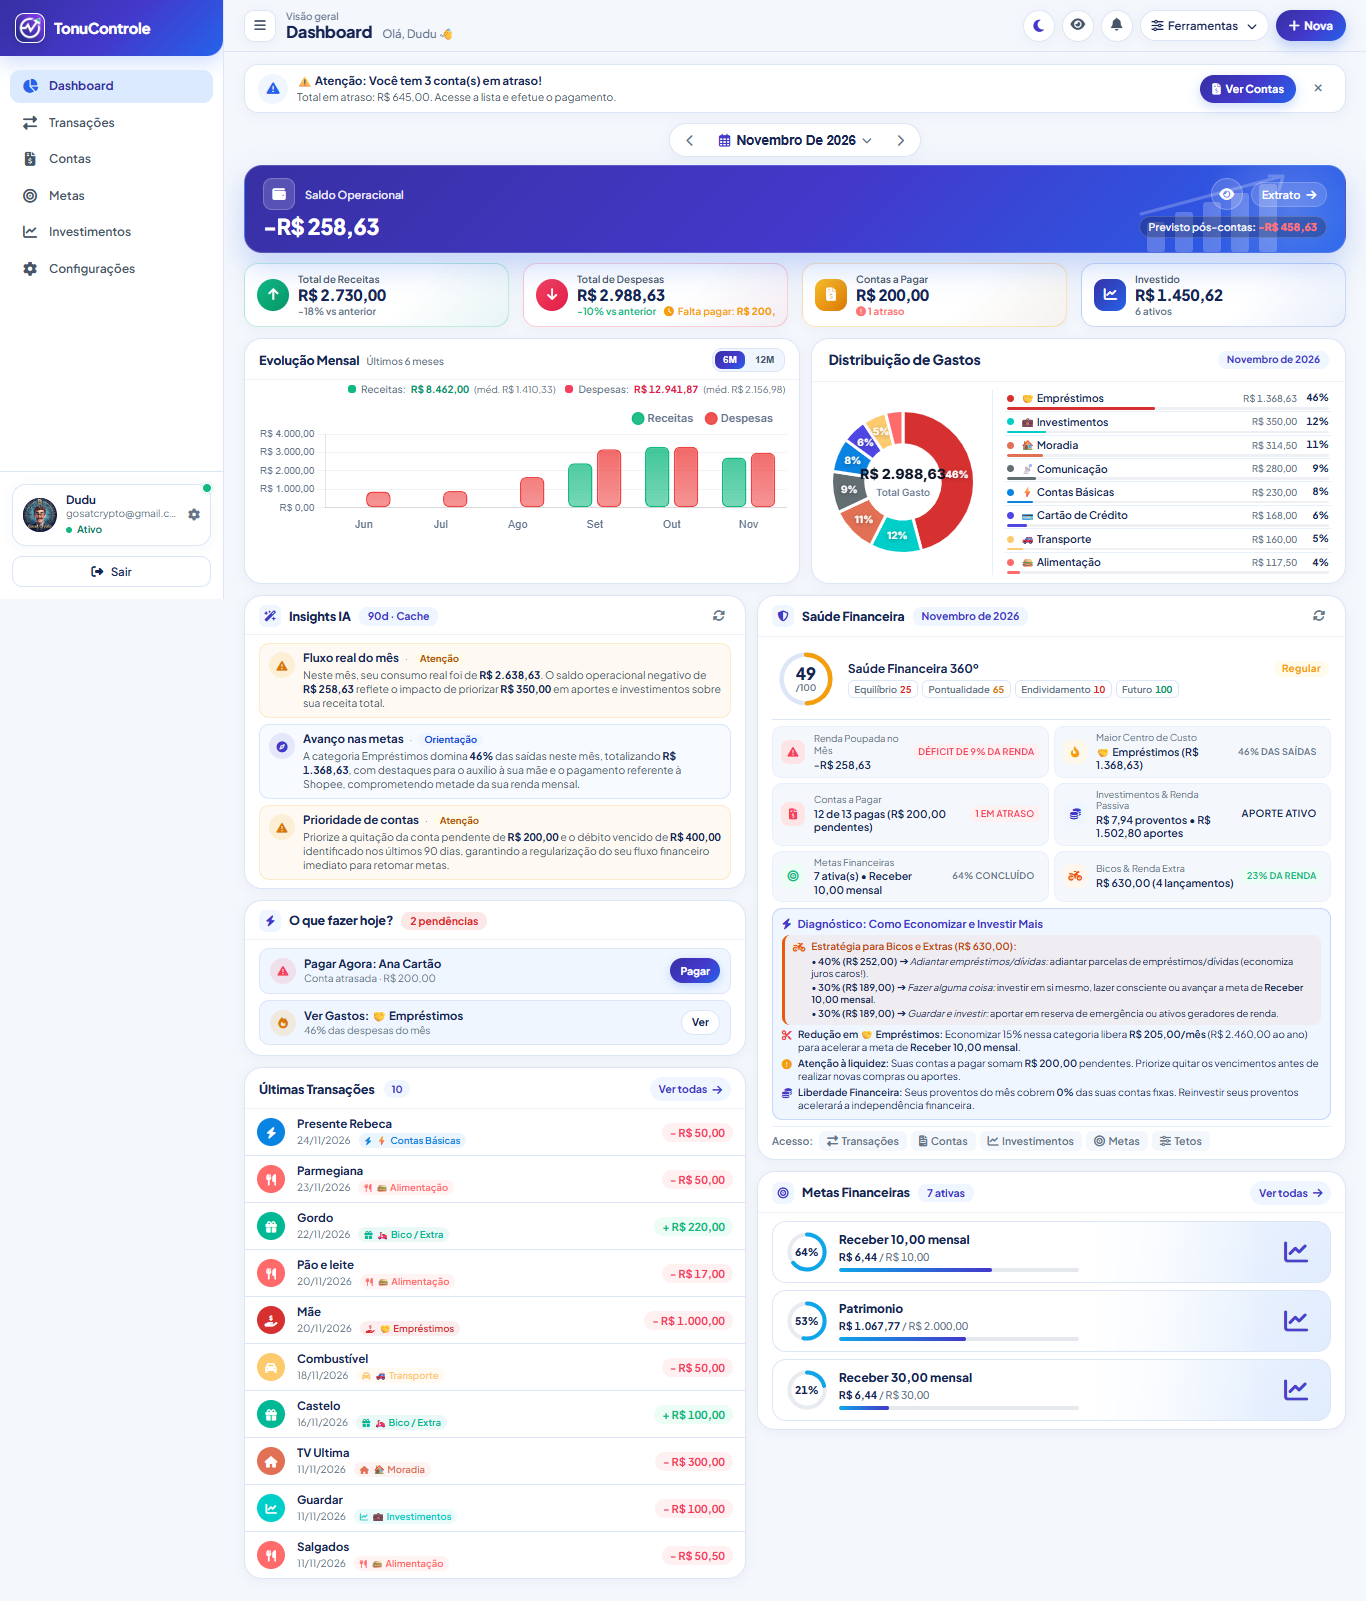 TonuControle
Dashboard
Transações
Contas
Metas
Investimentos
Configurações
Dudu
gosatcrypto@gmail.c...
Ativo
Sair
Visão geral
Dashboard Olá, Dudu
Ferramentas
+ Nova
Atenção: Você tem 3 conta(s) em atraso!
Total em atraso: R$ 645,00. Acesse a lista e efetue o pagamento.
Ver Contas
×
Novembro De 2026
Saldo Operacional
Extrato →
-R$ 258,63
Previsto pós-contas: -R$ 458,63
Total de Receitas
R$ 2.730,00
-18% vs anterior
Total de Despesas
R$ 2.988,63
-10% vs anterior Falta pagar: R$ 200,
Contas a Pagar
R$ 200,00
1 atraso
Investido
R$ 1.450,62
6 ativos
Evolução Mensal Últimos 6 meses
6M 12M
Receitas: R$ 8.462,00 (méd. R$ 1.410,33) Despesas: R$ 12.941,87 (méd. R$ 2.156,98)
Receitas Despesas
R$ 4.000,00
R$ 3.000,00
R$ 2.000,00
R$ 1.000,00
R$ 0,00
Jun Jul Ago Set Out Nov
Distribuição de Gastos
Novembro de 2026
5%
6%
8%
9%
11%
12%
46%
R$ 2.988,63
Total Gasto
Empréstimos R$ 1.368,63 46%
Investimentos R$ 350,00 12%
Moradia R$ 314,50 11%
Comunicação R$ 280,00 9%
Contas Básicas R$ 230,00 8%
Cartão de Crédito R$ 168,00 6%
Transporte R$ 160,00 5%
Alimentação R$ 117,50 4%
Insights IA 90d · Cache
Fluxo real do mês · Atenção
Neste mês, seu consumo real foi de R$ 2.638,63. O saldo operacional negativo de
R$ 258,63 reflete o impacto de priorizar R$ 350,00 em aportes e investimentos sobre
sua receita total.
Avanço nas metas · Orientação
A categoria Empréstimos domina 46% das saídas neste mês, totalizando R$
1.368,63, com destaques para o auxílio à sua mãe e o pagamento referente à
Shopee, comprometendo metade da sua renda mensal.
Prioridade de contas · Atenção
Priorize a quitação da conta pendente de R$ 200,00 e o débito vencido de R$ 400,00
identificado nos últimos 90 dias, garantindo a regularização do seu fluxo financeiro
imediato para retomar metas.
O que fazer hoje? 2 pendências
Pagar Agora: Ana Cartão
Conta atrasada · R$ 200,00
Pagar
Ver Gastos: Empréstimos
46% das despesas do mês
Ver
Últimas Transações 10
Ver todas →
Presente Rebeca
24/11/2026 Contas Básicas
- R$ 50,00
Parmegiana
23/11/2026 Alimentação
- R$ 50,00
Gordo
22/11/2026 Bico / Extra
+ R$ 220,00
Pão e leite
20/11/2026 Alimentação
- R$ 17,00
Mãe
20/11/2026 Empréstimos
- R$ 1.000,00
Combustível
18/11/2026 Transporte
- R$ 50,00
Castelo
16/11/2026 Bico / Extra
+ R$ 100,00
TV Ultima
11/11/2026 Moradia
- R$ 300,00
Guardar
11/11/2026 Investimentos
- R$ 100,00
Salgados
11/11/2026 Alimentação
- R$ 50,50
Saúde Financeira Novembro de 2026
49
/100
Saúde Financeira 360º
Regular
Equilíbrio 25 Pontualidade 65 Endividamento 10 Futuro 100
Renda Poupada no
Mês
-R$ 258,63
DÉFICIT DE 9% DA RENDA
Maior Centro de Custo
Empréstimos (R$
1.368,63)
46% DAS SAÍDAS
Contas a Pagar
12 de 13 pagas (R$ 200,00
pendentes)
1 EM ATRASO
Investimentos & Renda
Passiva
R$ 7,94 proventos • R$
1.502,80 aportes
APORTE ATIVO
Metas Financeiras
7 ativa(s) • Receber
10,00 mensal
64% CONCLUÍDO
Bicos & Renda Extra
R$ 630,00 (4 lançamentos)
23% DA RENDA
Diagnóstico: Como Economizar e Investir Mais
Estratégia para Bicos e Extras (R$ 630,00):
• 40% (R$ 252,00) ➔ Adiantar empréstimos/dívidas: adiantar parcelas de empréstimos/dívidas (economiza
juros caros!).
• 30% (R$ 189,00) ➔ Fazer alguma coisa: investir em si mesmo, lazer consciente ou avançar a meta de Receber
10,00 mensal.
• 30% (R$ 189,00) ➔ Guardar e investir: aportar em reserva de emergência ou ativos geradores de renda.
Redução em Empréstimos: Economizar 15% nessa categoria libera R$ 205,00/mês (R$ 2.460,00 ao ano)
para acelerar a meta de Receber 10,00 mensal.
Atenção à liquidez: Suas contas a pagar somam R$ 200,00 pendentes. Priorize quitar os vencimentos antes de
realizar novas compras ou aportes.
Liberdade Financeira: Seus proventos do mês cobrem 0% das suas contas fixas. Reinvestir seus proventos
acelerará a independência financeira.
Acesso: Transações Contas Investimentos Metas Tetos
Metas Financeiras 7 ativas
Ver todas →
64%
Receber 10,00 mensal
R$ 6,44 / R$ 10,00
53%
Patrimonio
R$ 1.067,77 / R$ 2.000,00
21%
Receber 30,00 mensal
R$ 6,44 / R$ 30,00